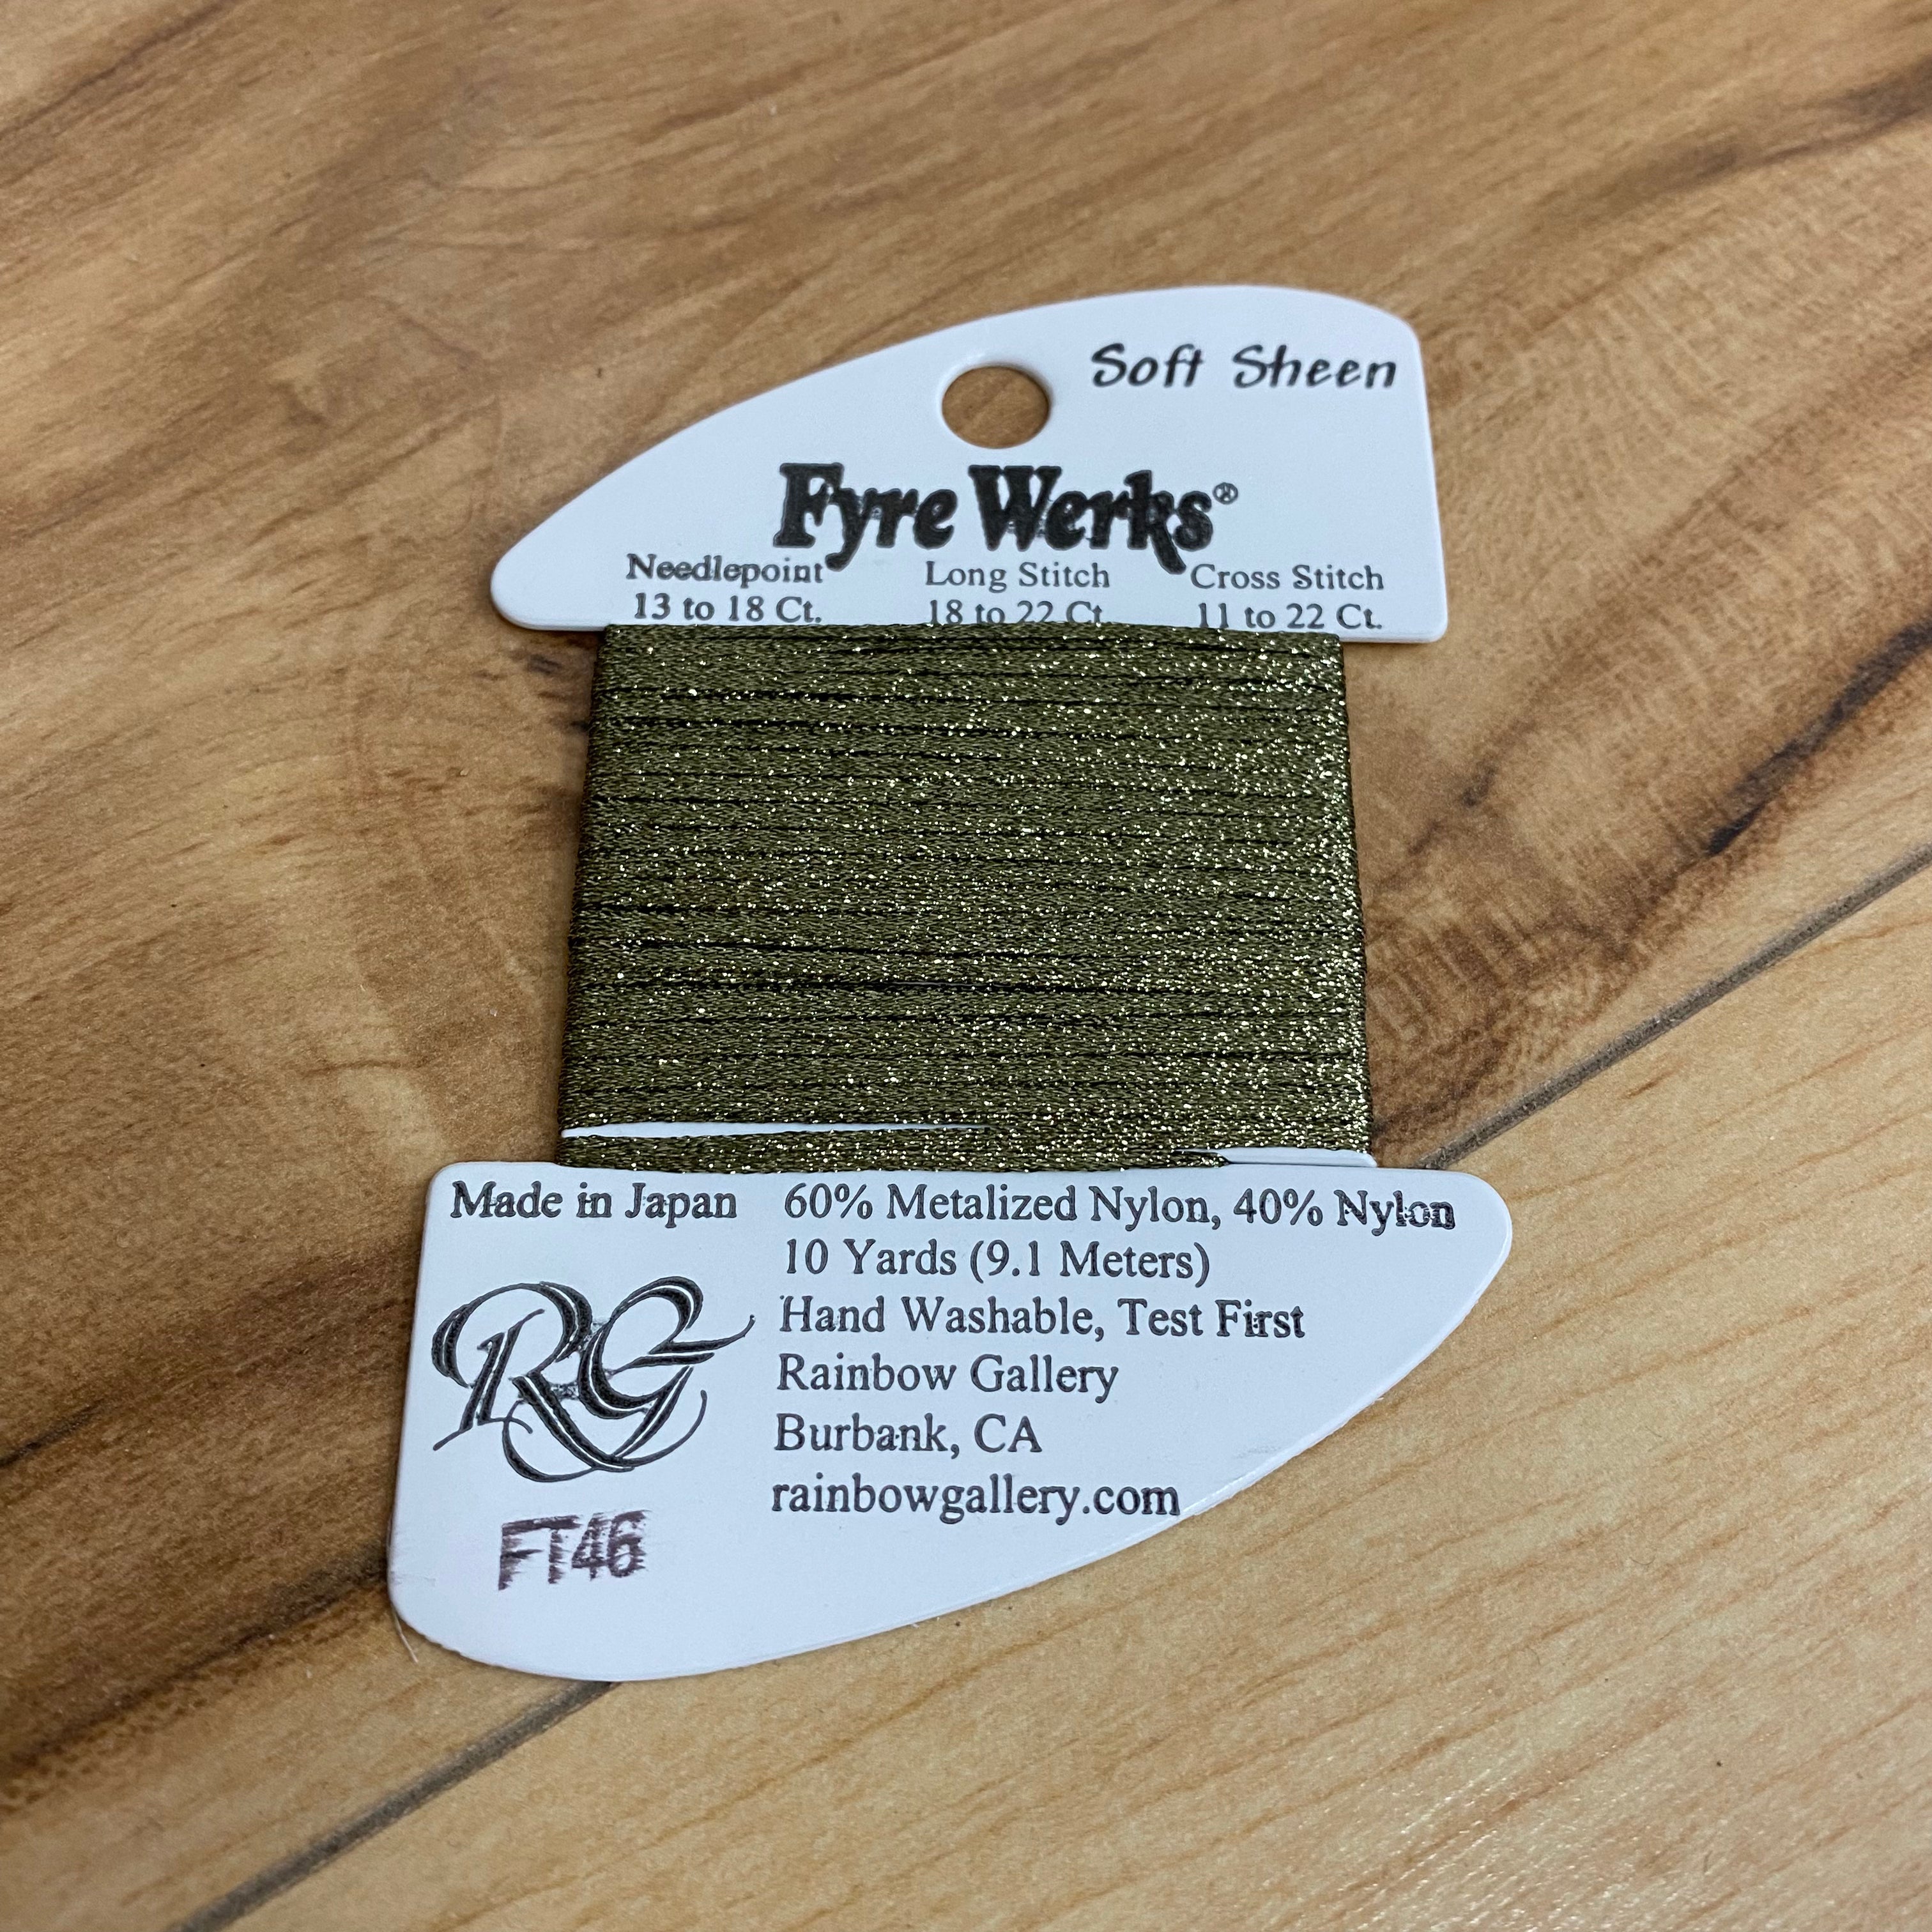 Soft Sheen
Fyre Werks®
Needlepoint Long Stitch Cross Stitch
13 to 18 Ct. 18 to 22 Ct. 11 to 22 Ct.
Made in Japan 60% Metalized Nylon, 40% Nylon
10 Yards (9.1 Meters)
Hand Washable, Test First
Rainbow Gallery
Burbank, CA
rainbowgallery.com
RG
FT46